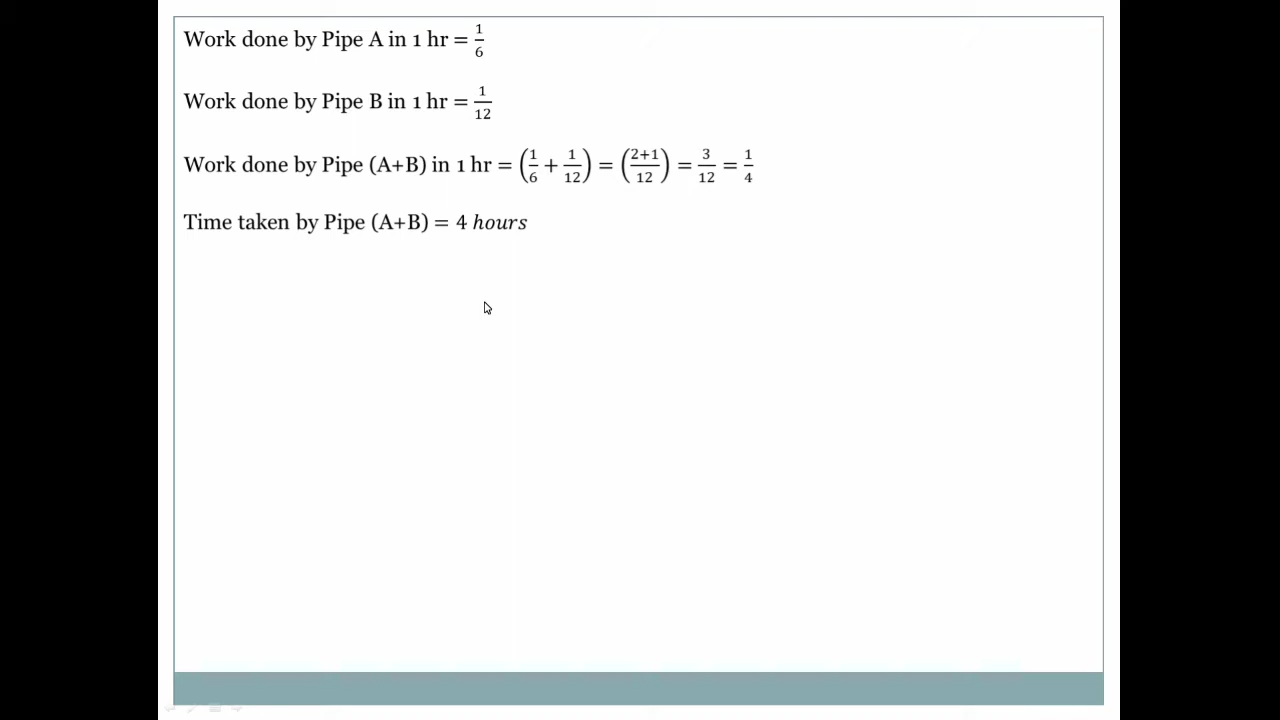 Work done by Pipe A in 1 hr = 1/6
Work done by Pipe B in 1 hr = 1/12
Work done by Pipe (A+B) in 1 hr = (1/6 + 1/12) = (2+1/12) = 3/12 = 1/4
Time taken by Pipe (A+B) = 4 hours